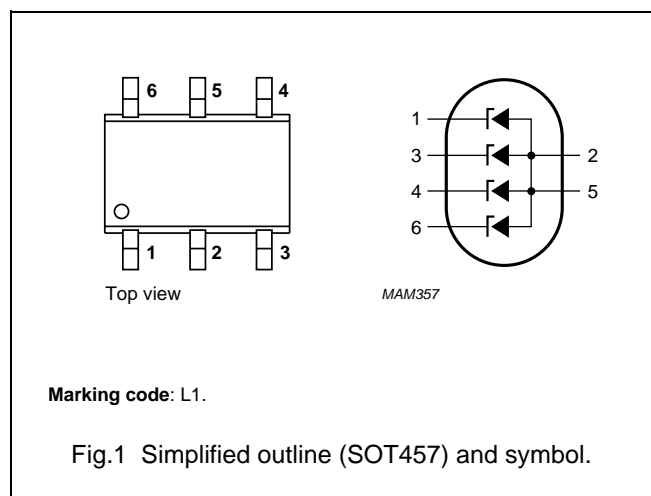 6 5 4
1 2 3
Top view
1
3 2
4 5
6
MAM357
Marking code: L1.
Fig.1 Simplified outline (SOT457) and symbol.